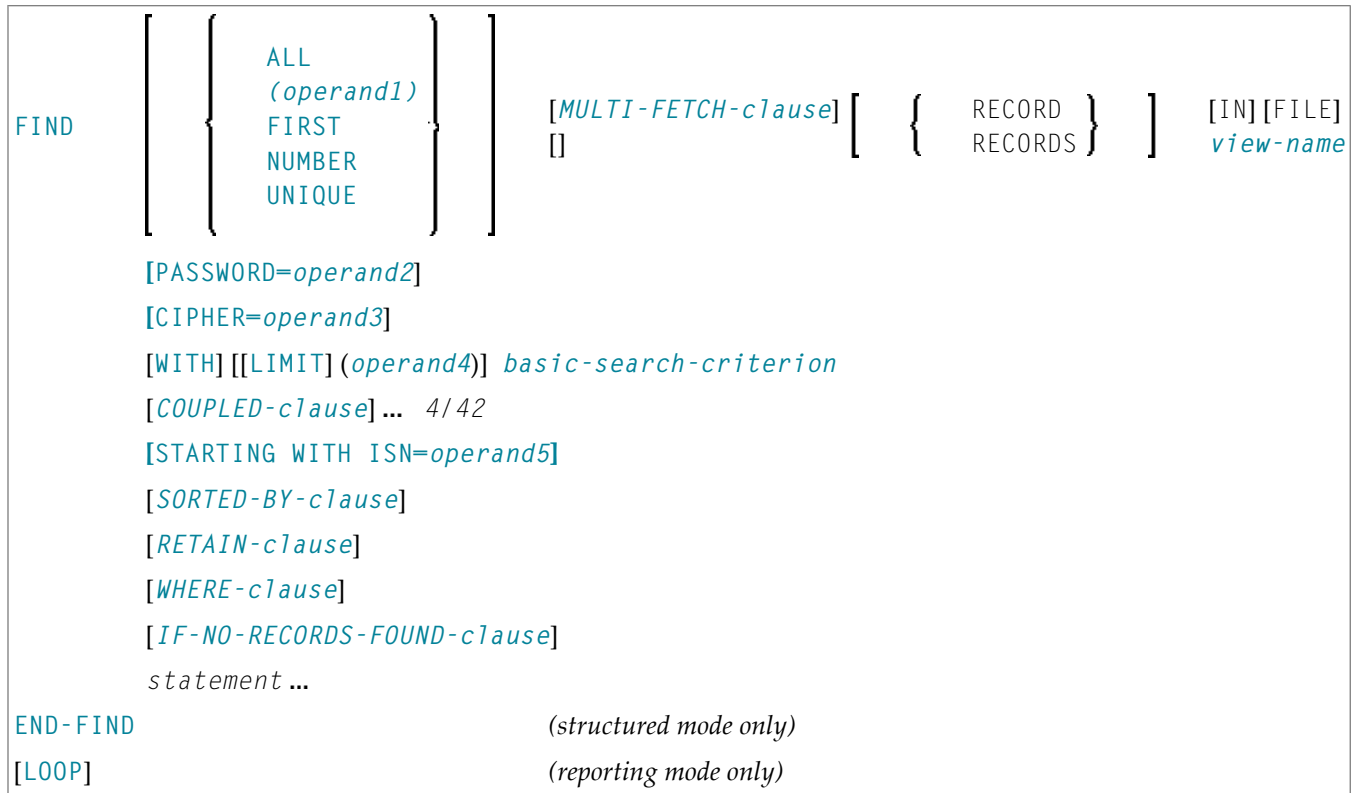 ALL
(operand1)
FIND FIRST [MULTI-FETCH-clause] [ { RECORD } ] [IN] [FILE]
NUMBER [] RECORDS view-name
UNIQUE
[PASSWORD=operand2]
[CIPHER=operand3]
[WITH] [[LIMIT] (operand4)] basic-search-criterion
[COUPLED-clause] ... 4/42
[STARTING WITH ISN=operand5]
[SORTED-BY-clause]
[RETAIN-clause]
[WHERE-clause]
[IF-NO-RECORDS-FOUND-clause]
statement ...
END-FIND (structured mode only)
[LOOP] (reporting mode only)